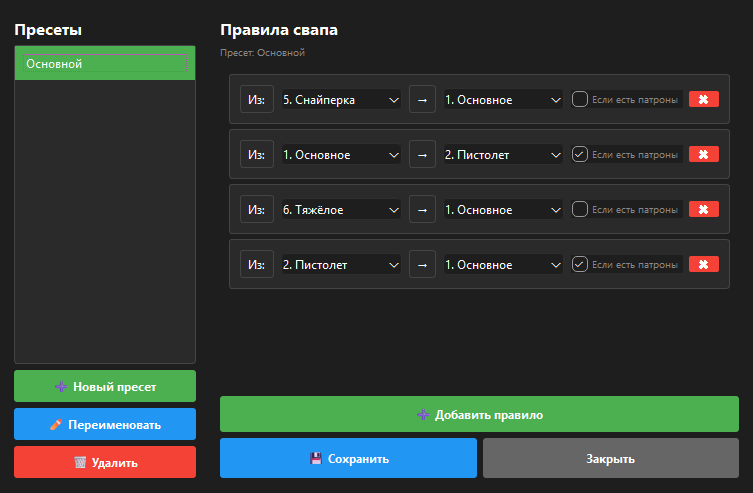 Пресеты
Основной
Новый пресет
Переименовать
Удалить
Правила свапа
Пресет: Основной
Из: 5. Снайперка → 1. Основное Если есть патроны
Из: 1. Основное → 2. Пистолет Если есть патроны
Из: 6. Тяжёлое → 1. Основное Если есть патроны
Из: 2. Пистолет → 1. Основное Если есть патроны
Добавить правило
Сохранить Закрыть